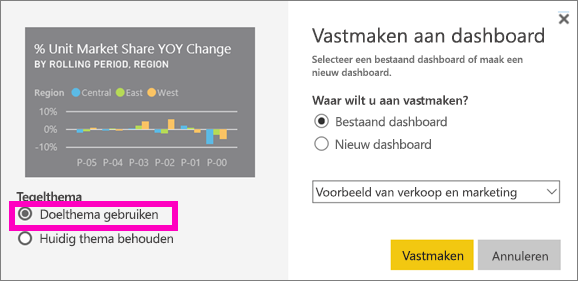 % Unit Market Share YOY Change
BY ROLLING PERIOD, REGION
Region Central East West
10%
0%
-10%
P-05 P-04 P-03 P-02 P-01 P-00
Tegelthema
Doelthema gebruiken
Huidig thema behouden
Vastmaken aan dashboard
Selecteer een bestaand dashboard of maak een
nieuw dashboard.
Waar wilt u aan vastmaken?
Bestaand dashboard
Nieuw dashboard
Voorbeeld van verkoop en marketing
Vastmaken Annuleren